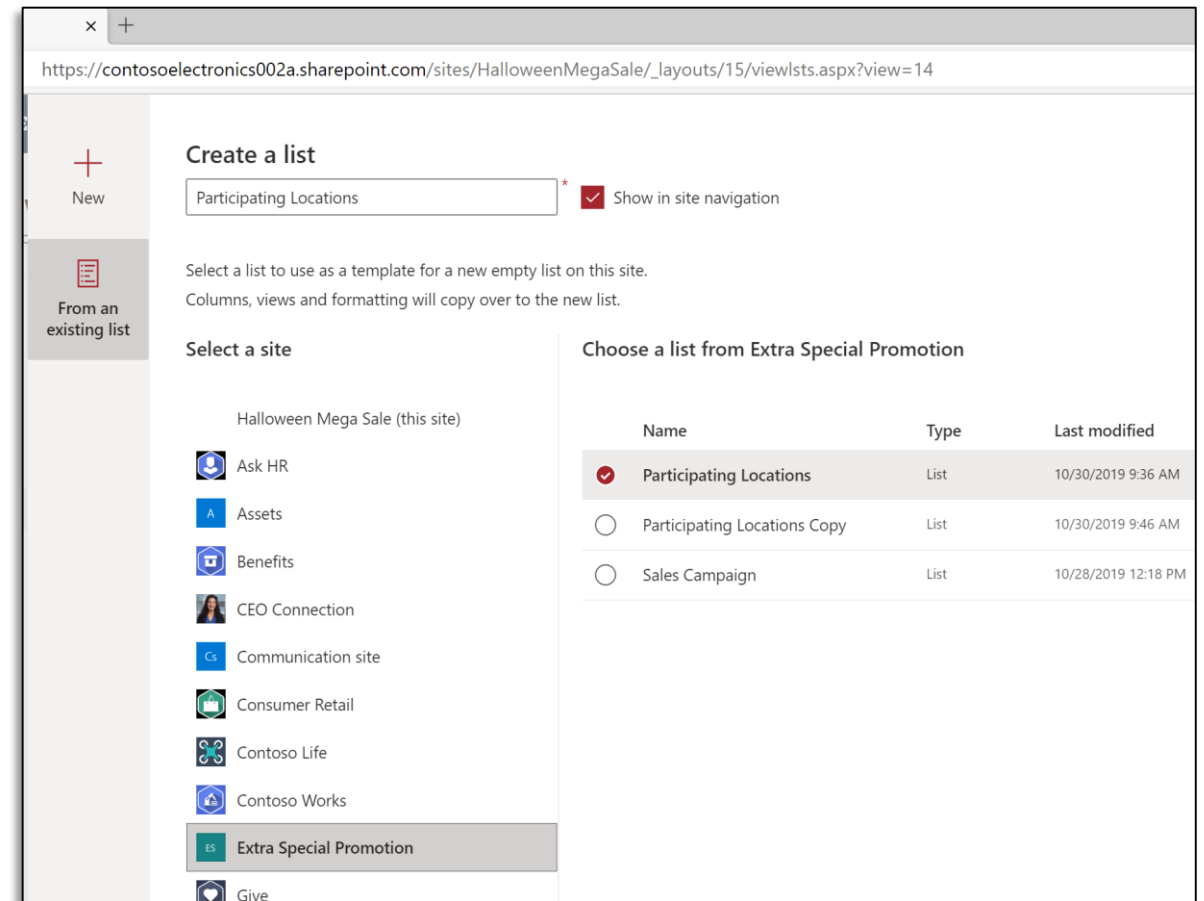 https://contosoelectronics002a.sharepoint.com/sites/HalloweenMegaSale/_layouts/15/viewlsts.aspx?view=14
New
From an
existing list
Create a list
Participating Locations
*
Show in site navigation
Select a list to use as a template for a new empty list on this site.
Columns, views and formatting will copy over to the new list.
Select a site
Halloween Mega Sale (this site)
Ask HR
A Assets
Benefits
CEO Connection
Cs Communication site
Consumer Retail
Contoso Life
Contoso Works
ES Extra Special Promotion
Give
Choose a list from Extra Special Promotion
Name Type Last modified
Participating Locations List 10/30/2019 9:36 AM
Participating Locations Copy List 10/30/2019 9:46 AM
Sales Campaign List 10/28/2019 12:18 PM